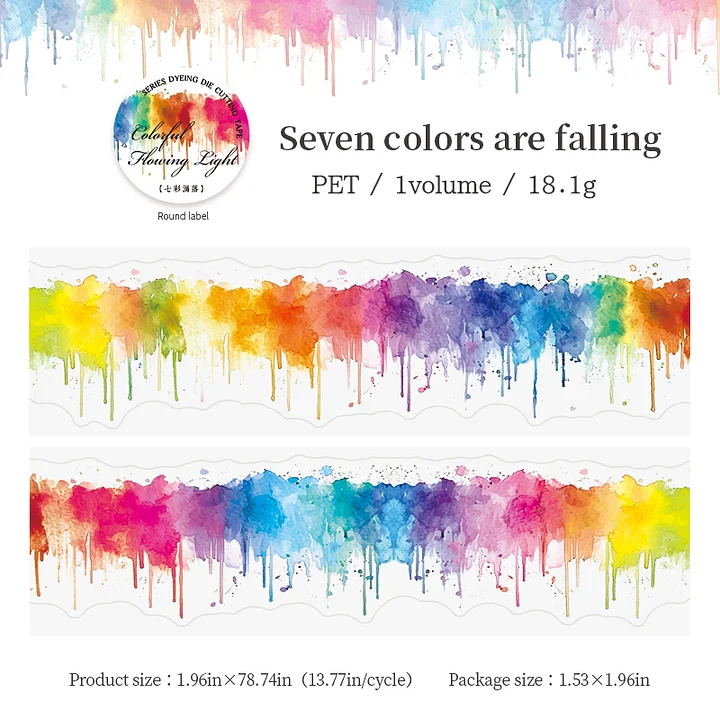 SERIES DYEING DIE CUTTING TAPE
Colorful
Flowing Light
【七彩洒落】
Round label
Seven colors are falling
PET / 1volume / 18.1g
Product size：1.96in×78.74in（13.77in/cycle）
Package size：1.53×1.96in